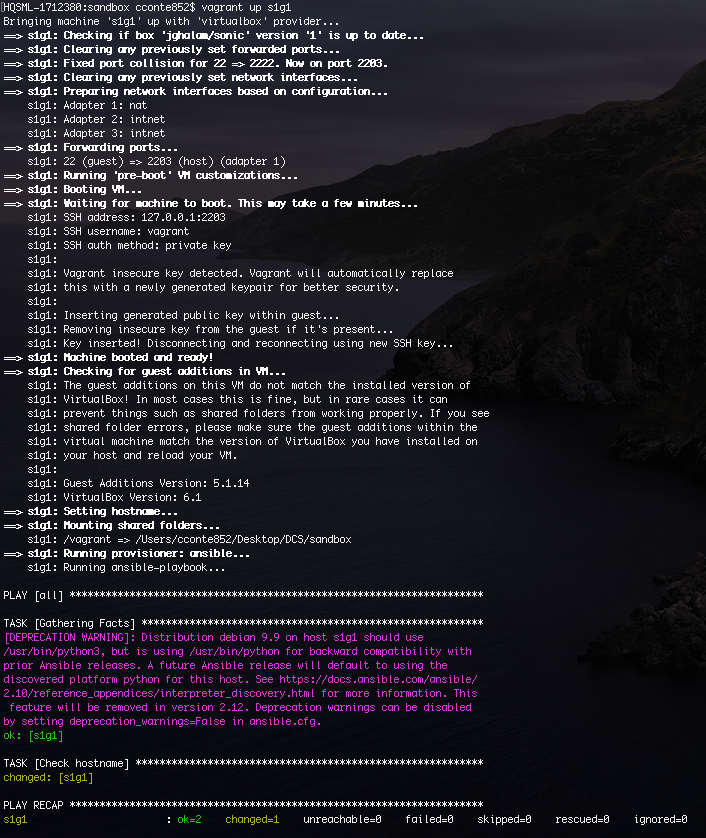 [HQSML-1712380:sandbox cconte852$ vagrant up s1g1
Bringing machine 's1g1' up with 'virtualbox' provider...
==> s1g1: Checking if box 'jghalam/sonic' version '1' is up to date...
==> s1g1: Clearing any previously set forwarded ports...
==> s1g1: Fixed port collision for 22 => 2222. Now on port 2203.
==> s1g1: Clearing any previously set network interfaces...
==> s1g1: Preparing network interfaces based on configuration...
    s1g1: Adapter 1: nat
    s1g1: Adapter 2: intnet
    s1g1: Adapter 3: intnet
==> s1g1: Forwarding ports...
    s1g1: 22 (guest) => 2203 (host) (adapter 1)
==> s1g1: Running 'pre-boot' VM customizations...
==> s1g1: Booting VM...
==> s1g1: Waiting for machine to boot. This may take a few minutes...
    s1g1: SSH address: 127.0.0.1:2203
    s1g1: SSH username: vagrant
    s1g1: SSH auth method: private key
    s1g1:
    s1g1: Vagrant insecure key detected. Vagrant will automatically replace
    s1g1: this with a newly generated keypair for better security.
    s1g1:
    s1g1: Inserting generated public key within guest...
    s1g1: Removing insecure key from the guest if it's present...
    s1g1: Key inserted! Disconnecting and reconnecting using new SSH key...
==> s1g1: Machine booted and ready!
==> s1g1: Checking for guest additions in VM...
    s1g1: The guest additions on this VM do not match the installed version of
    s1g1: VirtualBox! In most cases this is fine, but in rare cases it can
    s1g1: prevent things such as shared folders from working properly. If you see
    s1g1: shared folder errors, please make sure the guest additions within the
    s1g1: virtual machine match the version of VirtualBox you have installed on
    s1g1: your host and reload your VM.
    s1g1:
    s1g1: Guest Additions Version: 5.1.14
    s1g1: VirtualBox Version: 6.1
==> s1g1: Setting hostname...
==> s1g1: Mounting shared folders...
    s1g1: /vagrant => /Users/cconte852/Desktop/DCS/sandbox
==> s1g1: Running provisioner: ansible...
    s1g1: Running ansible-playbook...
PLAY [all] *********************************************************************
TASK [Gathering Facts] *********************************************************
[DEPRECATION WARNING]: Distribution debian 9.9 on host s1g1 should use
/usr/bin/python3, but is using /usr/bin/python for backward compatibility with
prior Ansible releases. A future Ansible release will default to using the
discovered platform python for this host. See https://docs.ansible.com/ansible/
2.10/reference_appendices/interpreter_discovery.html for more information. This
 feature will be removed in version 2.12. Deprecation warnings can be disabled
by setting deprecation_warnings=False in ansible.cfg.
ok: [s1g1]
TASK [Check hostname] **********************************************************
changed: [s1g1]
PLAY RECAP *********************************************************************
s1g1                       : ok=2    changed=1    unreachable=0    failed=0    skipped=0    rescued=0    ignored=0